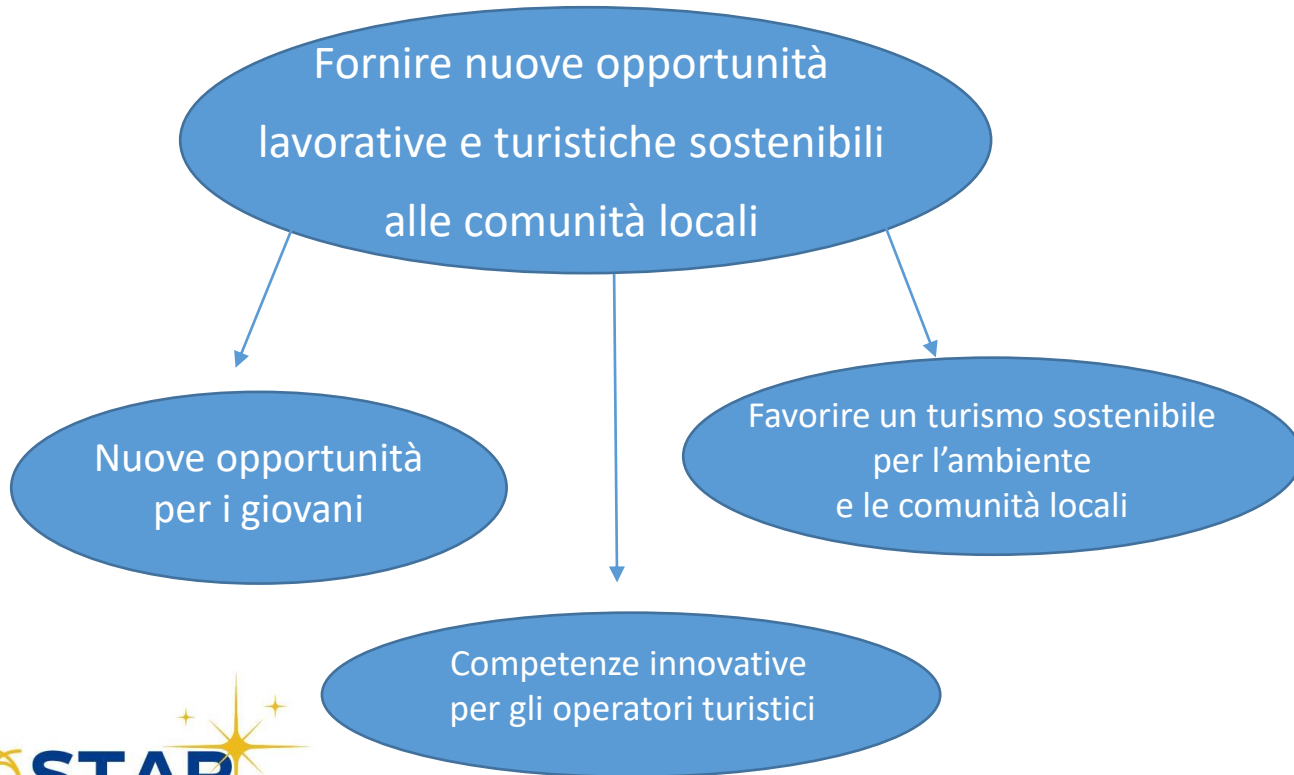 Fornire nuove opportunità
lavorative e turistiche sostenibili
alle comunità locali
Nuove opportunità
per i giovani
Favorire un turismo sostenibile
per l’ambiente
e le comunità locali
Competenze innovative
per gli operatori turistici
STAR